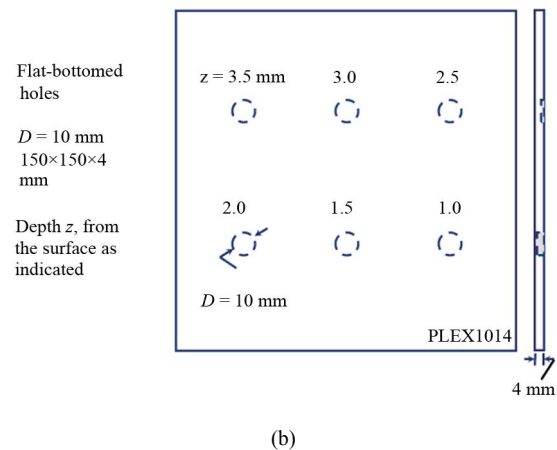 Flat-bottomed
holes
D = 10 mm
150×150×4
mm
Depth z, from
the surface as
indicated
z = 3.5 mm 3.0 2.5
2.0 1.5 1.0
D = 10 mm
PLEX1014
4 mm
(b)